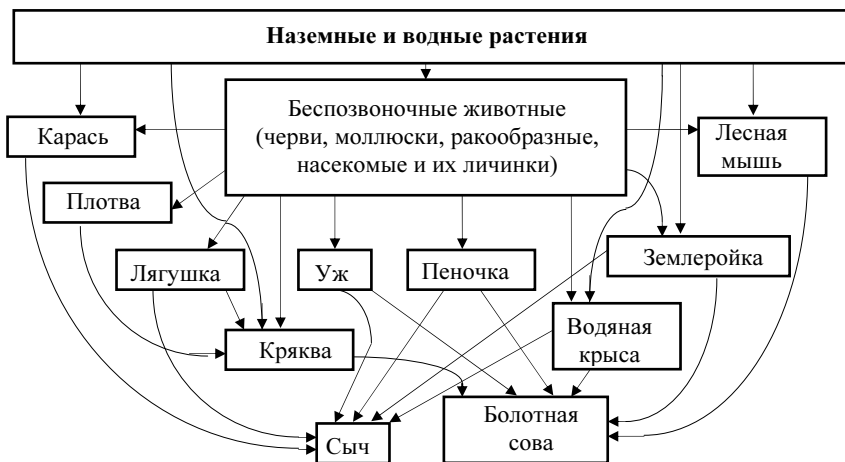 Наземные и водные растения
Беспозвоночные животные
(черви, моллюски, ракообразные,
насекомые и их личинки)
Карась
Лесная
мышь
Плотва
Лягушка
Уж
Пеночка
Землеройка
Кряква
Водяная
крыса
Сыч
Болотная
сова